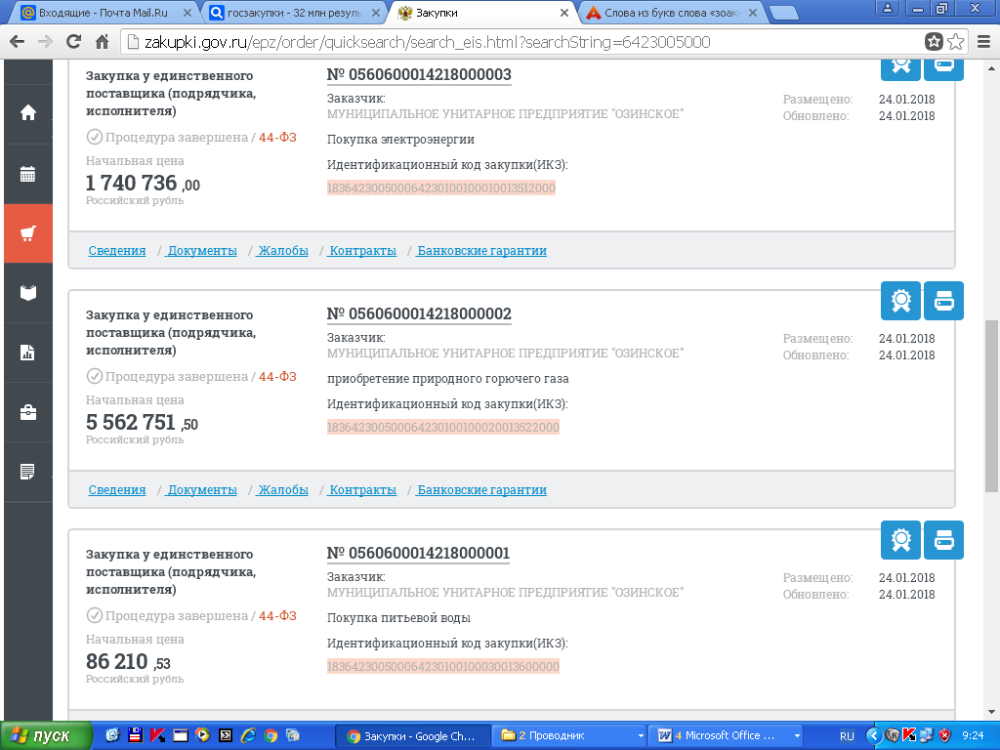 Входящие - Почта Mail.Ru
госзакупки - 32 млн резуль
Закупки
Слова из букв слова «зоак
zakupki.gov.ru/epz/order/quicksearch/search_eis.html?searchString=6423005000
Закупка у единственного
поставщика (подрядчика,
исполнителя)
Процедура завершена / 44-ФЗ
Начальная цена
1 740 736 ,00
Российский рубль
№ 0560600014218000003
Заказчик:
МУНИЦИПАЛЬНОЕ УНИТАРНОЕ ПРЕДПРИЯТИЕ "ОЗИНСКОЕ"
Покупка электроэнергии
Идентификационный код закупки(ИКЗ):
183642300500064230100100010013512000
Размещено: 24.01.2018
Обновлено: 24.01.2018
Сведения / Документы / Жалобы / Контракты / Банковские гарантии
Закупка у единственного
поставщика (подрядчика,
исполнителя)
Процедура завершена / 44-ФЗ
Начальная цена
5 562 751 ,50
Российский рубль
№ 0560600014218000002
Заказчик:
МУНИЦИПАЛЬНОЕ УНИТАРНОЕ ПРЕДПРИЯТИЕ "ОЗИНСКОЕ"
приобретение природного горючего газа
Идентификационный код закупки(ИКЗ):
183642300500064230100100020013522000
Размещено: 24.01.2018
Обновлено: 24.01.2018
Сведения / Документы / Жалобы / Контракты / Банковские гарантии
Закупка у единственного
поставщика (подрядчика,
исполнителя)
Процедура завершена / 44-ФЗ
Начальная цена
86 210 ,53
Российский рубль
№ 0560600014218000001
Заказчик:
МУНИЦИПАЛЬНОЕ УНИТАРНОЕ ПРЕДПРИЯТИЕ "ОЗИНСКОЕ"
Покупка питьевой воды
Идентификационный код закупки(ИКЗ):
183642300500064230100100030013600000
Размещено: 24.01.2018
Обновлено: 24.01.2018
пуск
Закупки - Google Ch...
2 Проводник
4 Microsoft Office ...
RU
9:24